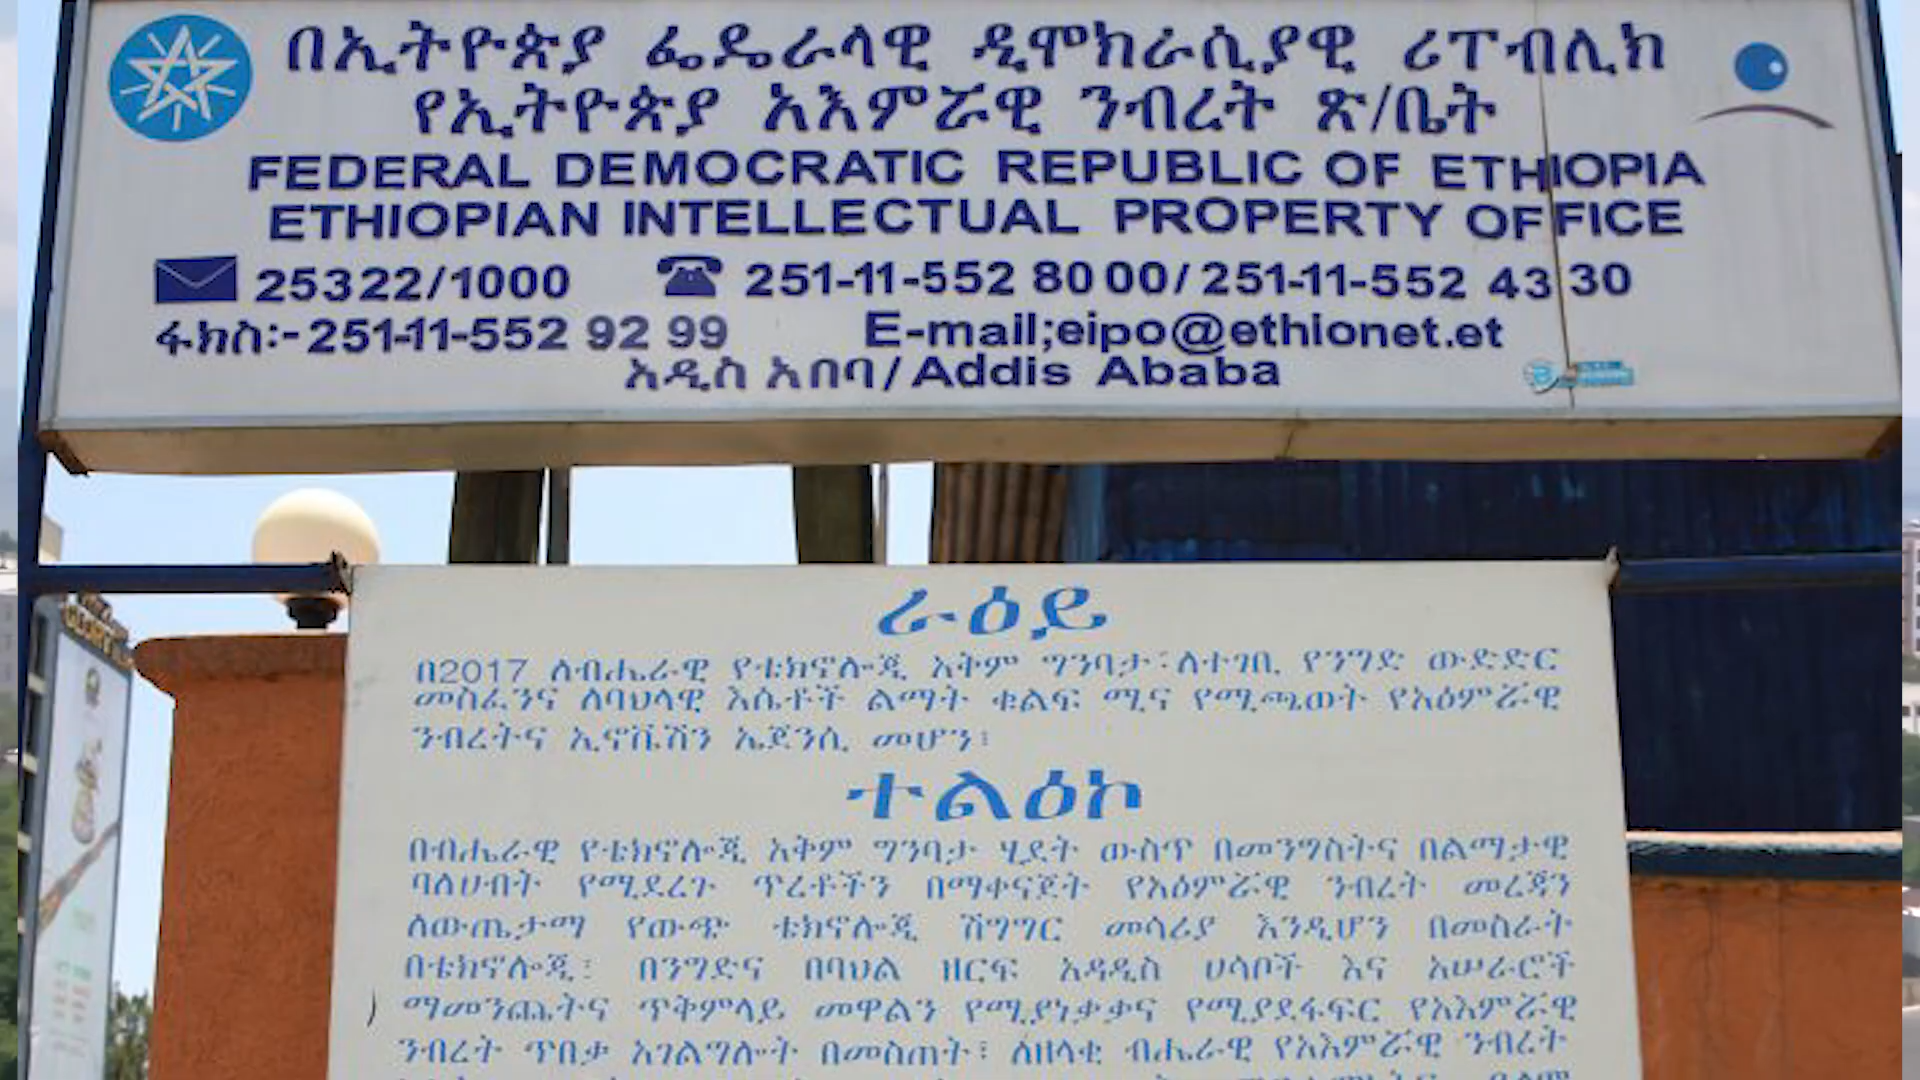 በኢትዮጵያ ፌዴራላዊ ዲሞክራሲያዊ ሪፐብሊክ
የኢትዮጵያ አእምሯዊ ንብረት ጽ/ቤት
FEDERAL DEMOCRATIC REPUBLIC OF ETHIOPIA
ETHIOPIAN INTELLECTUAL PROPERTY OFFICE
25322/1000 251-11-552 80 00/ 251-11-552 43 30
ፋክስ:- 251-11-552 92 99 E-mail;eipo@ethionet.et
አዲስ አበባ/Addis Ababa
ራዕይ
በ2017 ለብሔራዊ የቴክኖሎጂ አቅም ግንባታ፡ለተገቢ የንግድ ውድድር
መስፈንና ለባህላዊ እሴቶች ልማት ቁልፍ ሚና የሚጫወት የአዕምሯዊ
ንብረትና ኢኖቬሽን ኤጀንሲ መሆን፡
ተልዕኮ
በብሔራዊ የቴክኖሎጂ አቅም ግንባታ ሂደት ውስጥ በመንግስትና በልማታዊ
ባለሀብት የሚደረጉ ጥረቶችን በማቀናጀት የአዕምሯዊ ንብረት መረጃን
ለውጤታማ የውጭ ቴክኖሎጂ ሽግግር መሳሪያ እንዲሆን በመስራት
በቴክኖሎጂ፤ በንግድና በባህል ዘርፍ አዳዲስ ሀሳቦች እና አሠራሮች
ማመንጨትና ጥቅምላይ መዋልን የሚያነቃቃና የሚያደፋፍር የአእምሯዊ
ንብረት ጥበቃ አገልግሎት በመስጠት፤ ለዘላቂ ብሔራዊ የአእምሯዊ ንብረት